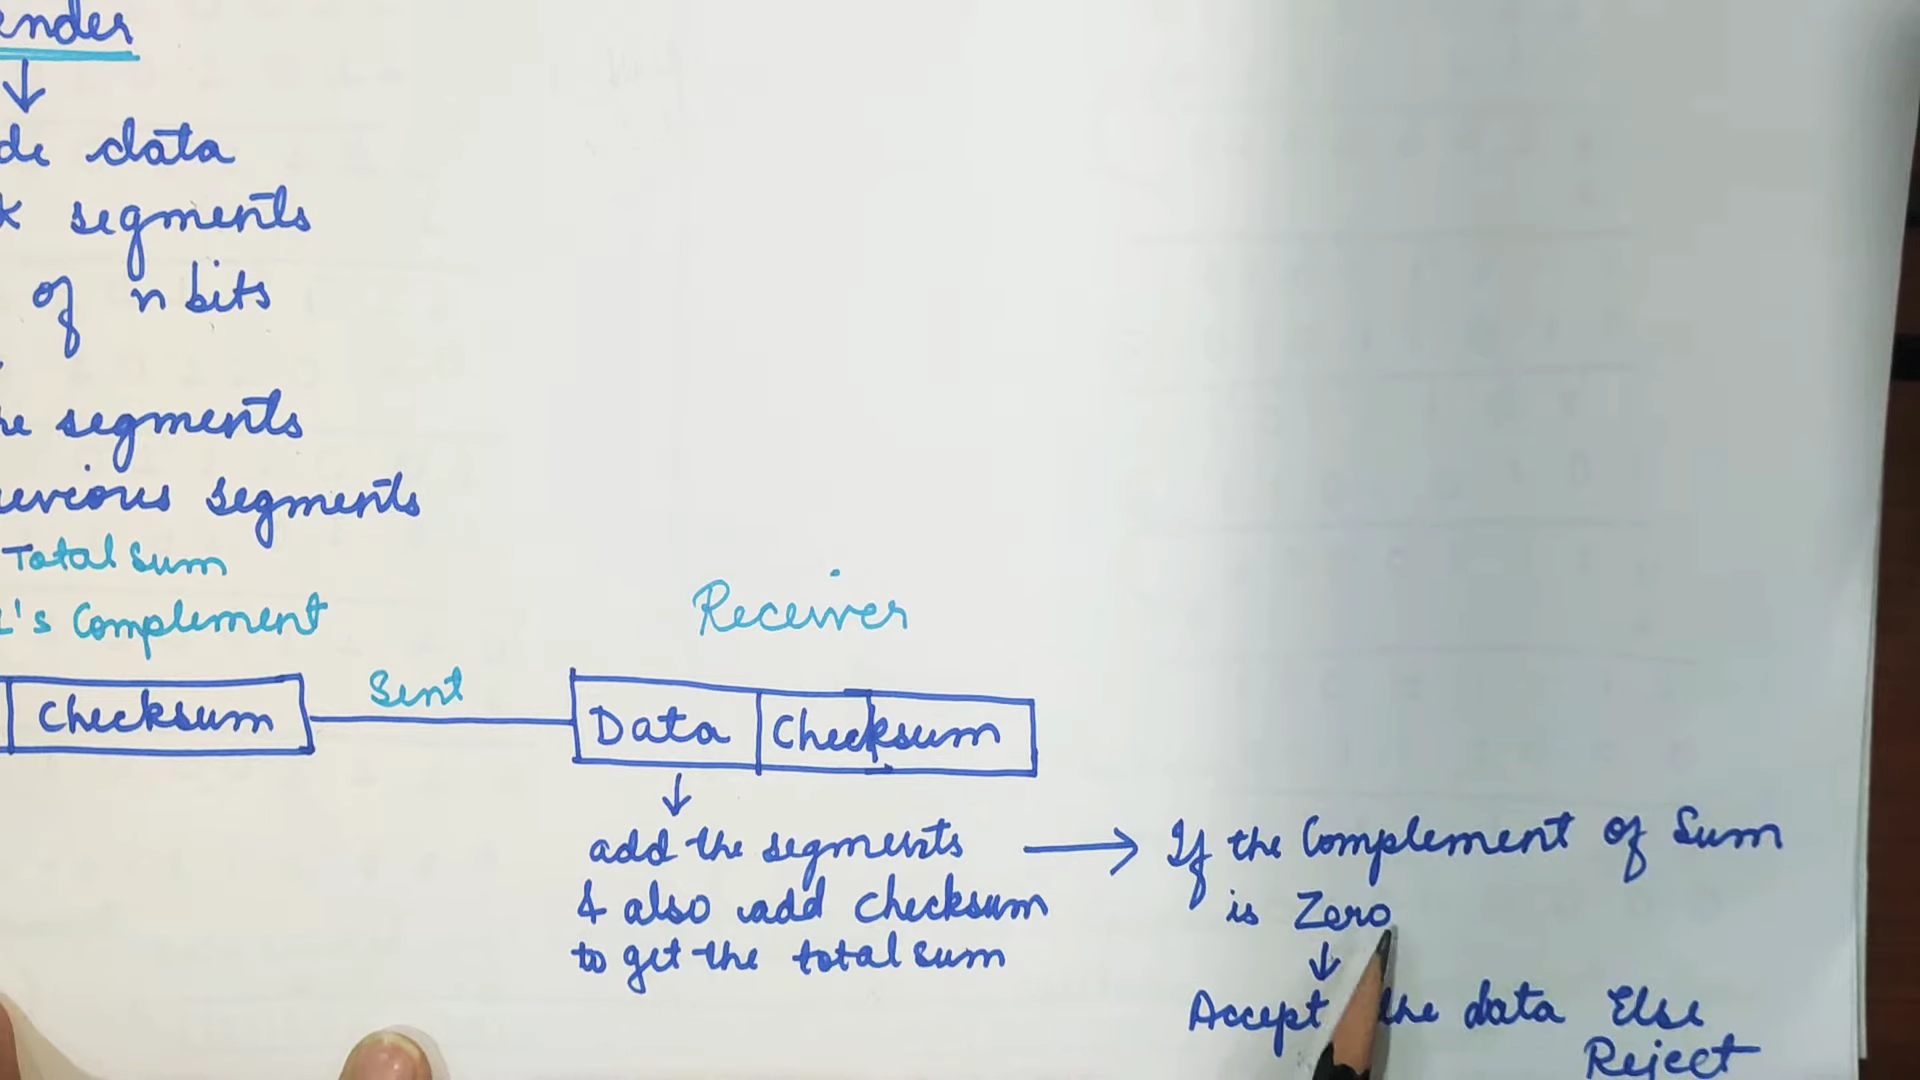 ender
↓
de data
k segments
of n bits
he segments
revious segments
Total Sum
1's Complement
Checksum
Sent
Receiver
Data
Checksum
↓
add the segments
& also add checksum
to get the total sum
→
If the Complement of Sum
is Zero
↓
Accept the data Else
Reject